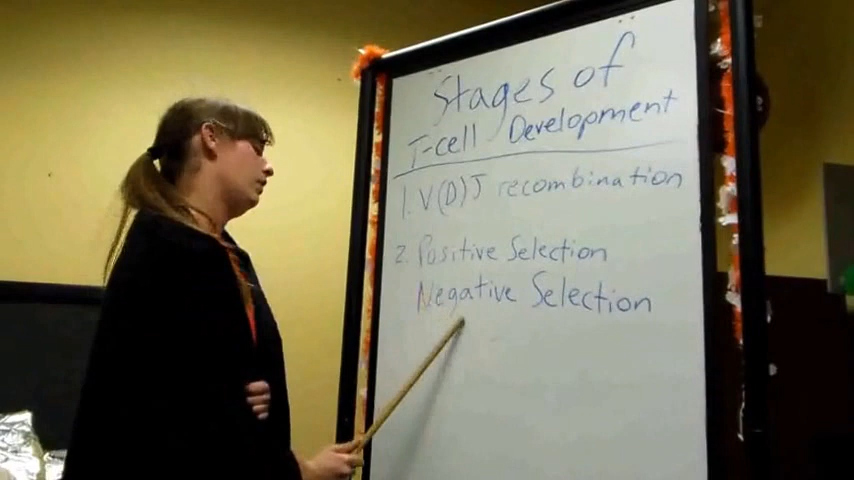 Stages of
T-cell Development
1. V(D)J recombination
2. Positive Selection
Negative Selection